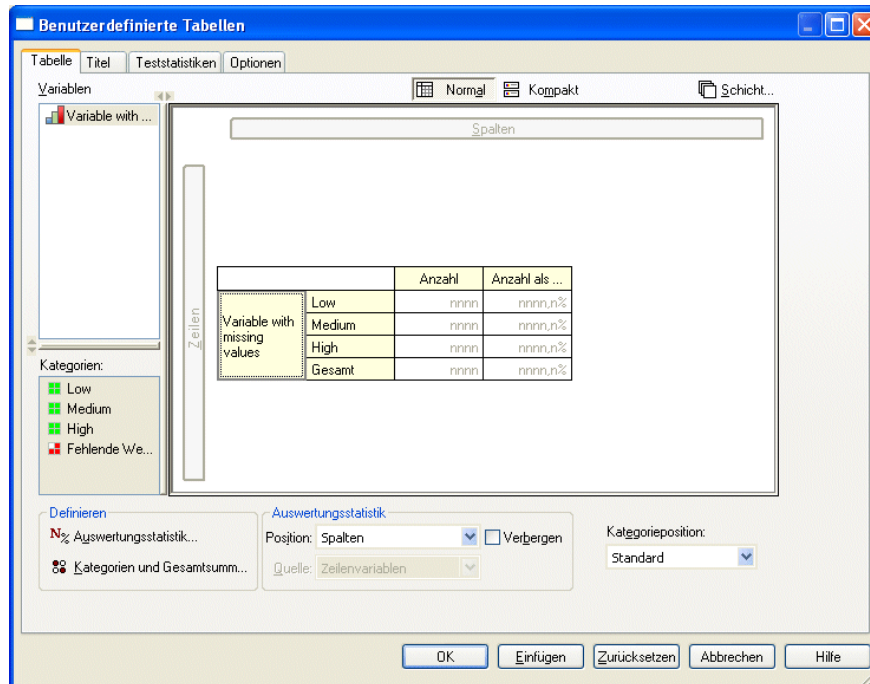 Benutzerdefinierte Tabellen
Tabelle Titel Teststatistiken Optionen
Variablen
Normal Kompakt Schicht...
Variable with ...
Spalten
Zeilen
Anzahl Anzahl als ...
Variable with missing values
Low nnnn nnnn,n%
Medium nnnn nnnn,n%
High nnnn nnnn,n%
Gesamt nnnn nnnn,n%
Kategorien:
Low
Medium
High
Fehlende We...
Definieren
N% Auswertungsstatistik...
Kategorien und Gesamtsumm...
Auswertungsstatistik
Position: Spalten Verbergen
Quelle: Zeilenvariablen
Kategorieposition:
Standard
OK Einfügen Zurücksetzen Abbrechen Hilfe